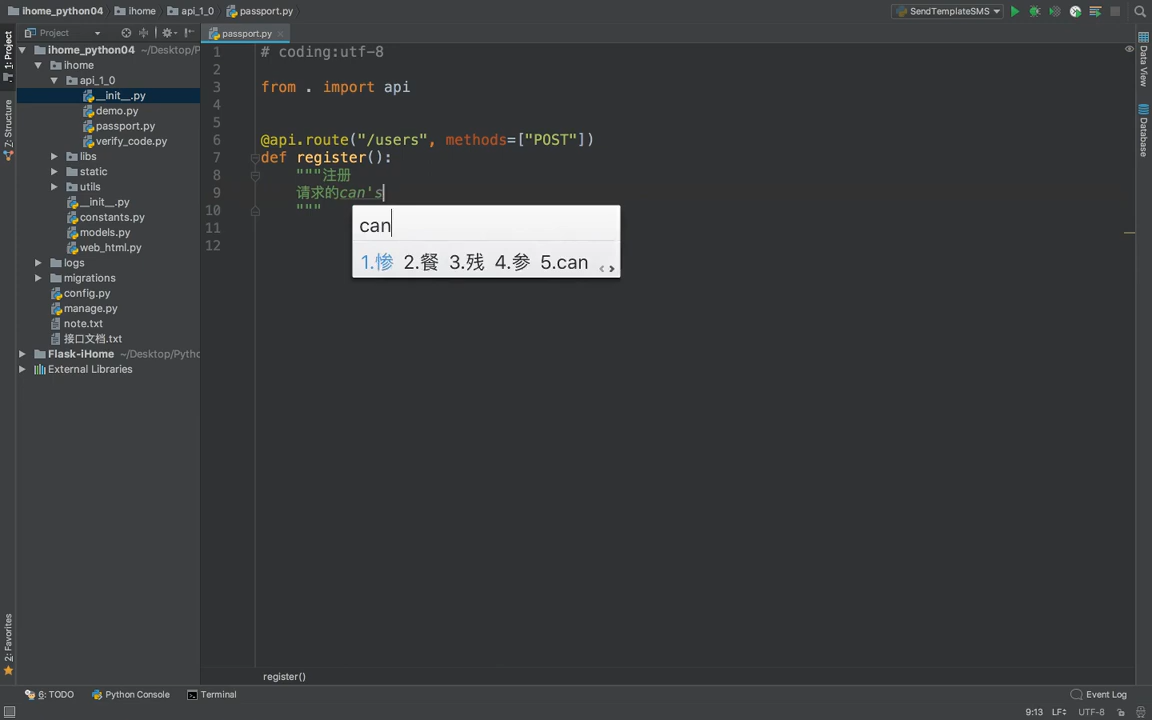 ihome_python04 ihome api_1_0 passport.py
SendTemplateSMS
Project
passport.py
1: Project
Z: Structure
2: Favorites
ihome_python04 ~/Desktop/P
ihome
api_1_0
__init__.py
demo.py
passport.py
verify_code.py
libs
static
utils
__init__.py
constants.py
models.py
web_html.py
logs
migrations
config.py
manage.py
note.txt
接口文档.txt
Flask-iHome ~/Desktop/Pytho
External Libraries
1 # coding:utf-8
2
3 from . import api
4
5
6 @api.route("/users", methods=["POST"])
7 def register():
8 """注册
9 请求的can's
10 """
11
12
can
1.惨 2.餐 3.残 4.参 5.can
Data View
Database
register()
6: TODO Python Console Terminal Event Log
9:13 LF UTF-8